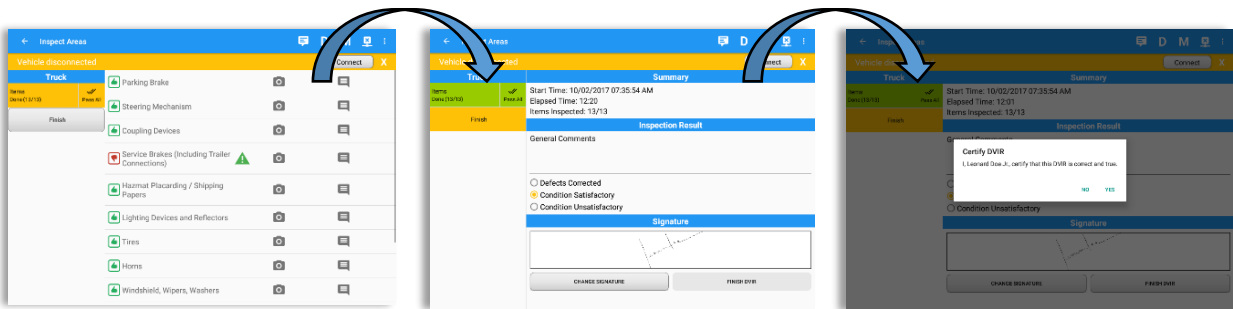 Inspect Areas
D M
Vehicle disconnected
Connect X
Truck
Items
Done (13/13)
Pass All
Finish
Parking Brake
Steering Mechanism
Coupling Devices
Service Brakes (Including Trailer
Connections)
Hazmat Placarding / Shipping
Papers
Lighting Devices and Reflectors
Tires
Horns
Windshield, Wipers, Washers
Areas
D
Vehicle
connected
X
Items
Done (13/13)
Pass All
Finish
Summary
Start Time: 10/02/2017 07:35:54 AM
Elapsed Time: 12:20
Items Inspected: 13/13
Inspection Result
General Comments
Defects Corrected
Condition Satisfactory
Condition Unsatisfactory
Signature
CHANGE SIGNATURE
FINISH DVIR
D M
Connect X
Truck
Items
Done (13/13)
Pass All
Finish
Summary
Start Time: 10/02/2017 07:35:54 AM
Elapsed Time: 12:01
Items Inspected: 13/13
Inspection Result
General Comments
Certify DVIR
I, Leonard Doe Jr., certify that this DVIR is correct and true.
NO YES
Condition Unsatisfactory
Signature
CHANGE SIGNATURE
FINISH DVIR